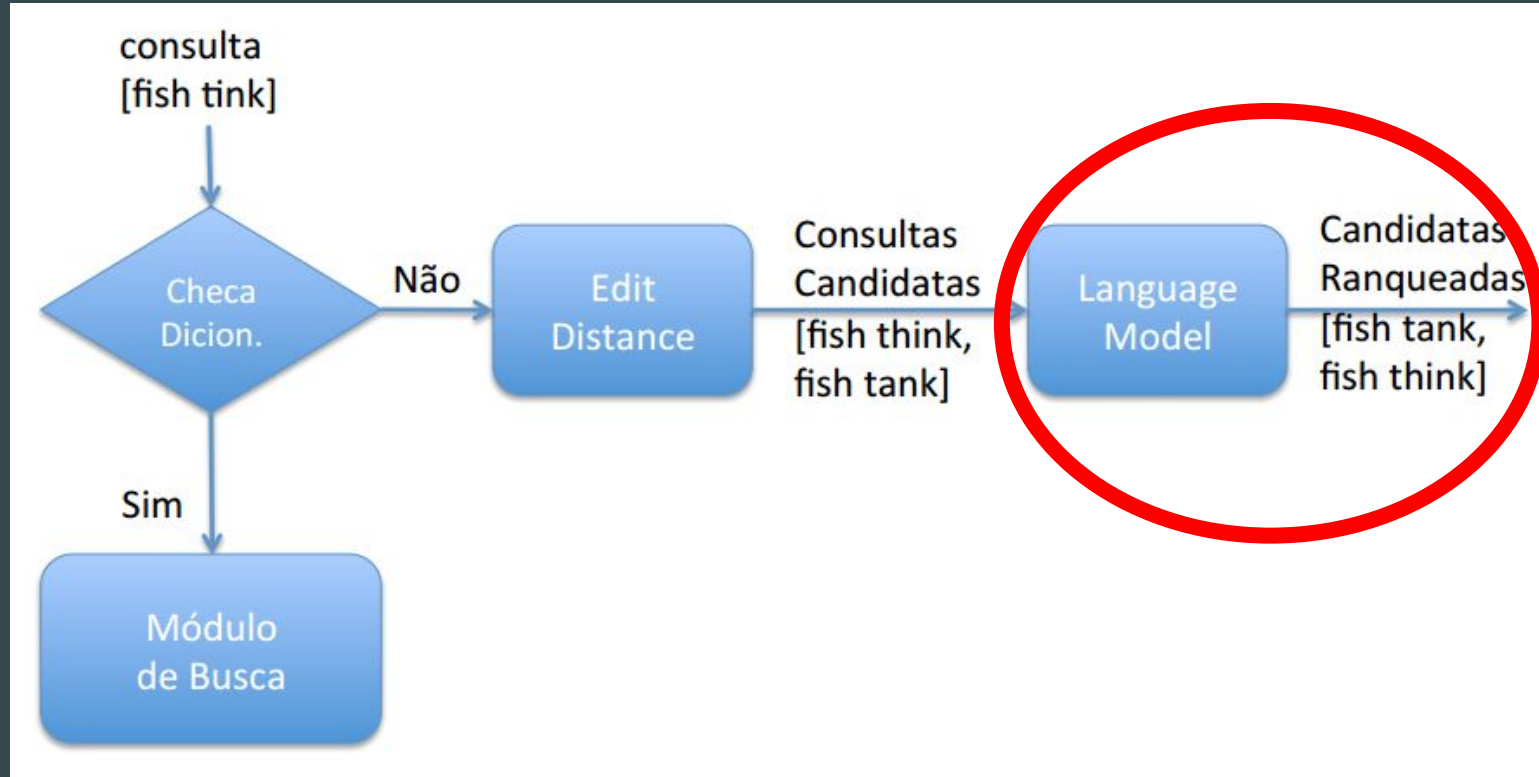 consulta
[fish tink]
Checa
Dicion.
Não
Edit
Distance
Consultas
Candidatas
[fish think,
fish tank]
Language
Model
Candidatas
Ranqueadas
[fish tank,
fish think]
Sim
Módulo
de Busca